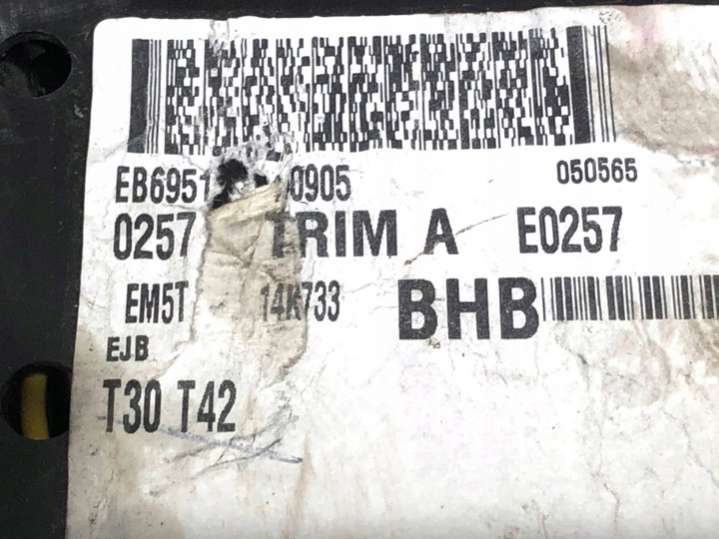 EB6951 0905 050565
0257 TRIM A E0257
EM5T 14K733 BHB
EJB
T30 T42